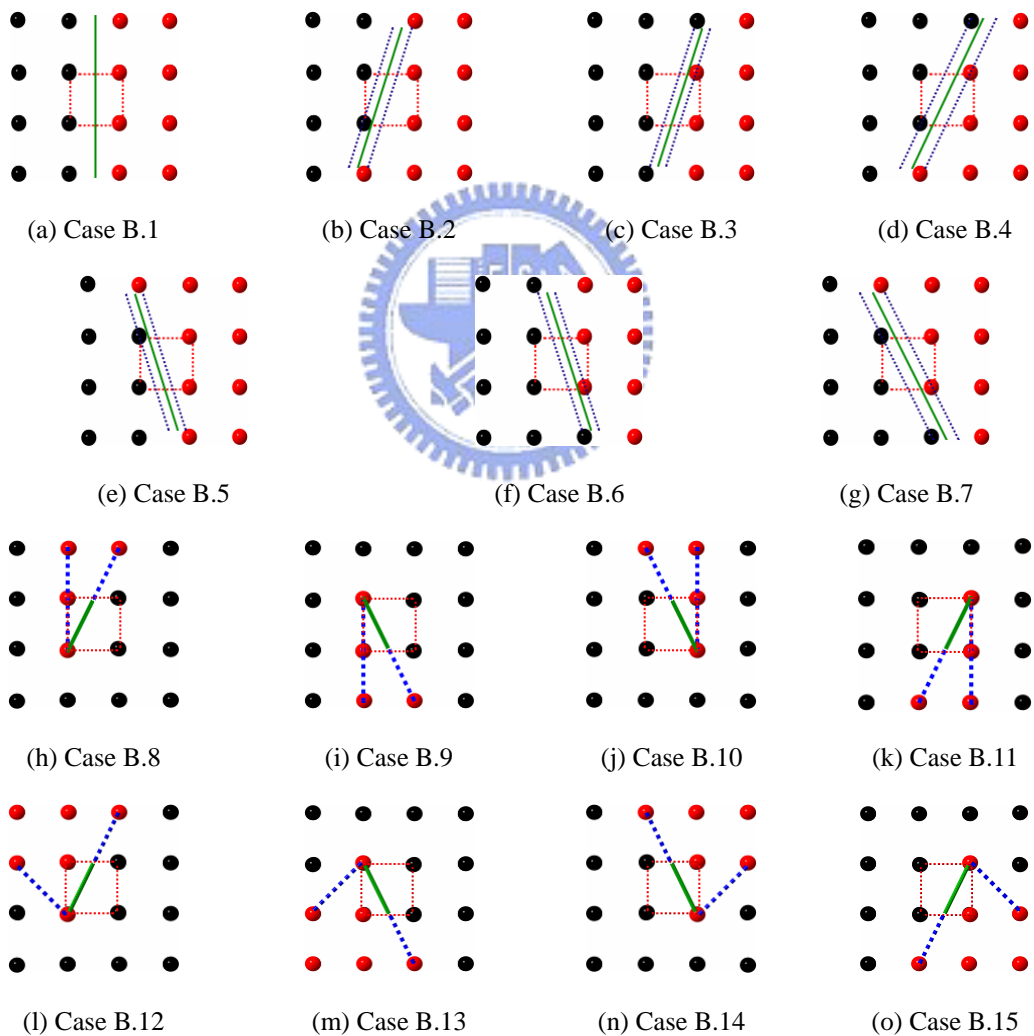 (a) Case B.1
(b) Case B.2
(c) Case B.3
(d) Case B.4
(e) Case B.5
(f) Case B.6
(g) Case B.7
(h) Case B.8
(i) Case B.9
(j) Case B.10
(k) Case B.11
(l) Case B.12
(m) Case B.13
(n) Case B.14
(o) Case B.15